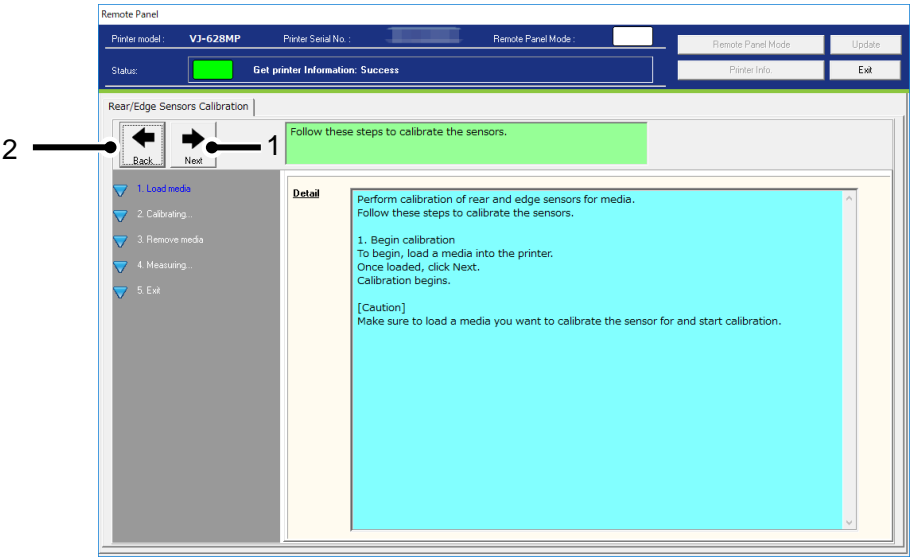 Remote Panel
Printer model : VJ-628MP Printer Serial No. : Remote Panel Mode :
Remote Panel Mode Update
Status: Get printer Information: Success Printer Info. Exit
Rear/Edge Sensors Calibration
2 Back Next 1 Follow these steps to calibrate the sensors.
1. Load media
2. Calibrating...
3. Remove media
4. Measuring...
5. Exit
Detail
Perform calibration of rear and edge sensors for media.
Follow these steps to calibrate the sensors.
1. Begin calibration
To begin, load a media into the printer.
Once loaded, click Next.
Calibration begins.
[Caution]
Make sure to load a media you want to calibrate the sensor for and start calibration.